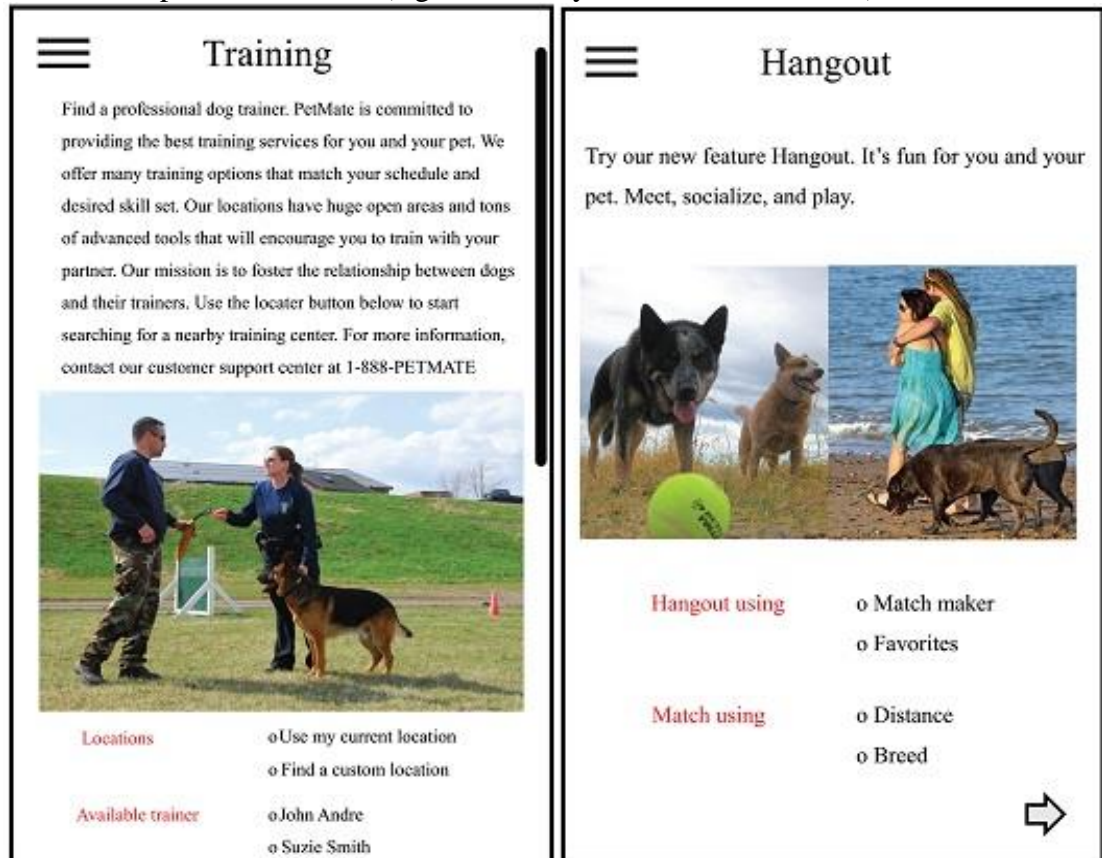 Training
Find a professional dog trainer. PetMate is committed to
providing the best training services for you and your pet. We
offer many training options that match your schedule and
desired skill set. Our locations have huge open areas and tons
of advanced tools that will encourage you to train with your
partner. Our mission is to foster the relationship between dogs
and their trainers. Use the locater button below to start
searching for a nearby training center. For more information,
contact our customer support center at 1-888-PETMATE
Locations
o Use my current location
o Find a custom location
Available trainer
o John Andre
o Suzie Smith
Hangout
Try our new feature Hangout. It's fun for you and your
pet. Meet, socialize, and play.
Hangout using
o Match maker
o Favorites
Match using
o Distance
o Breed